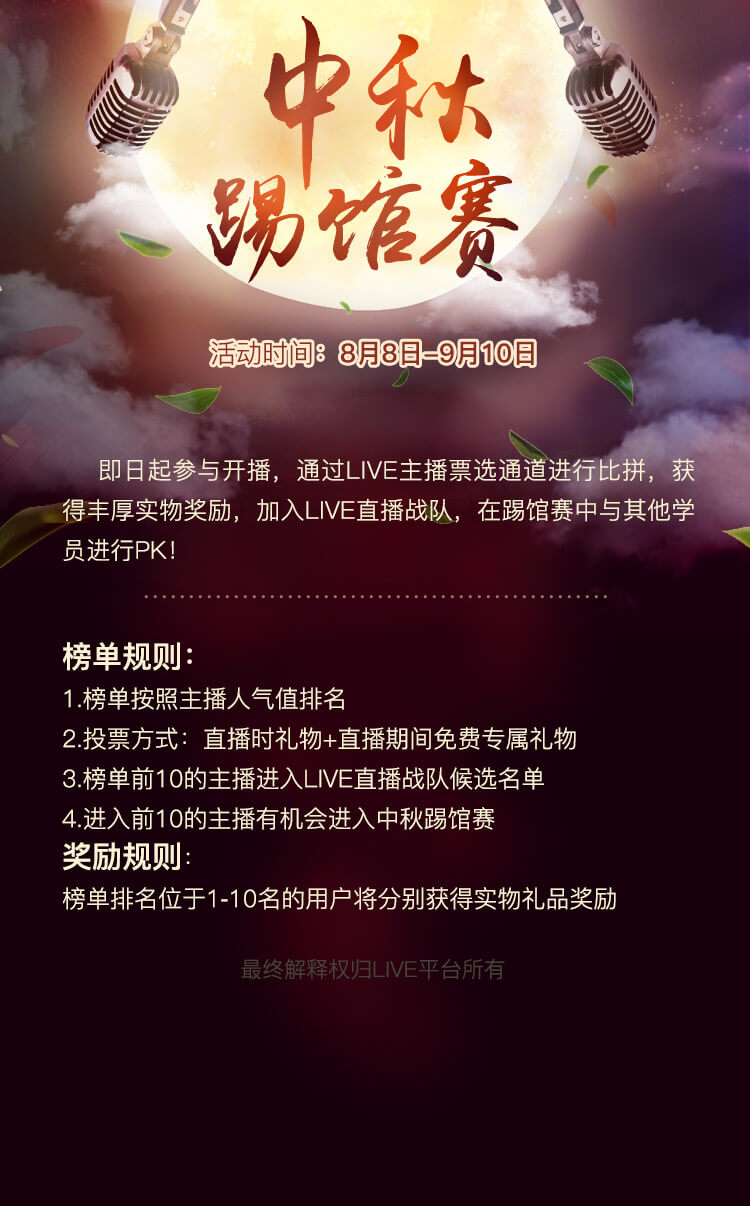 中秋
踢馆赛
活动时间：8月8日-9月10日
即日起参与开播，通过LIVE主播票选通道进行比拼，获
得丰厚实物奖励，加入LIVE直播战队，在踢馆赛中与其他学
员进行PK！
榜单规则：
1.榜单按照主播人气值排名
2.投票方式：直播时礼物+直播期间免费专属礼物
3.榜单前10的主播进入LIVE直播战队候选名单
4.进入前10的主播有机会进入中秋踢馆赛
奖励规则：
榜单排名位于1-10名的用户将分别获得实物礼品奖励
最终解释权归LIVE平台所有